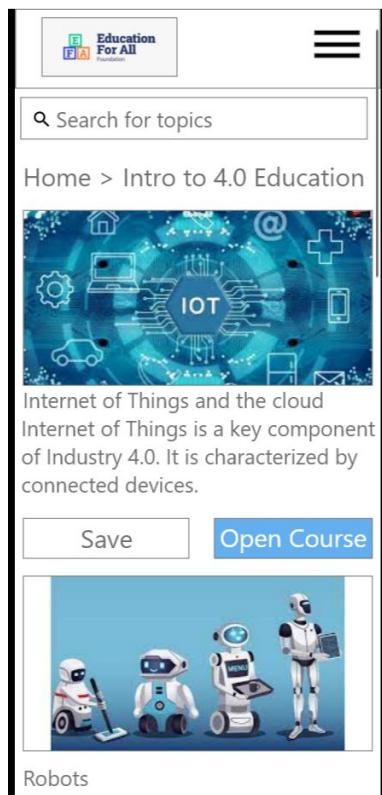 E
F A
Education
For All
Foundation
Search for topics
Home > Intro to 4.0 Education
@
IOT
Internet of Things and the cloud
Internet of Things is a key component
of Industry 4.0. It is characterized by
connected devices.
Save
Open Course
MENU
Robots